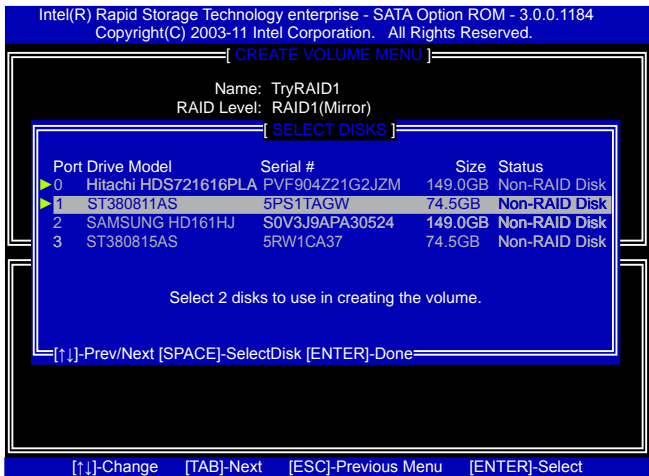 Intel(R) Rapid Storage Technology enterprise - SATA Option ROM - 3.0.0.1184
Copyright(C) 2003-11 Intel Corporation. All Rights Reserved.
[ CREATE VOLUME MENU ]
Name: TryRAID1
RAID Level: RAID1(Mirror)
[ SELECT DISKS ]
Port Drive Model Serial # Size Status
►0 Hitachi HDS721616PLA PVF904Z21G2JZM 149.0GB Non-RAID Disk
►1 ST380811AS 5PS1TAGW 74.5GB Non-RAID Disk
2 SAMSUNG HD161HJ S0V3J9APA30524 149.0GB Non-RAID Disk
3 ST380815AS 5RW1CA37 74.5GB Non-RAID Disk
Select 2 disks to use in creating the volume.
[↑↓]-Prev/Next [SPACE]-SelectDisk [ENTER]-Done
[↑↓]-Change [TAB]-Next [ESC]-Previous Menu [ENTER]-Select